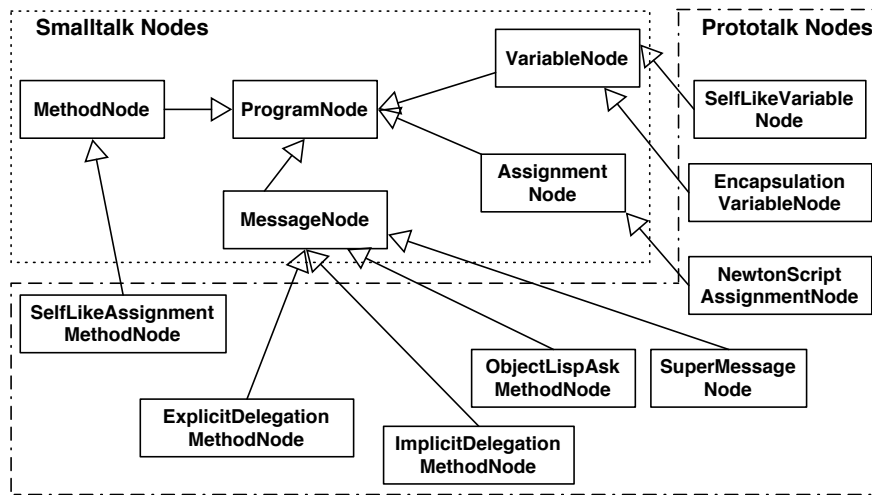 Smalltalk Nodes
Prototalk Nodes
VariableNode
MethodNode
ProgramNode
SelfLikeVariable
Node
Assignment
Node
Encapsulation
VariableNode
MessageNode
NewtonScript
AssignmentNode
SelfLikeAssignment
MethodNode
ObjectLispAsk
MethodNode
SuperMessage
Node
ExplicitDelegation
MethodNode
ImplicitDelegation
MethodNode